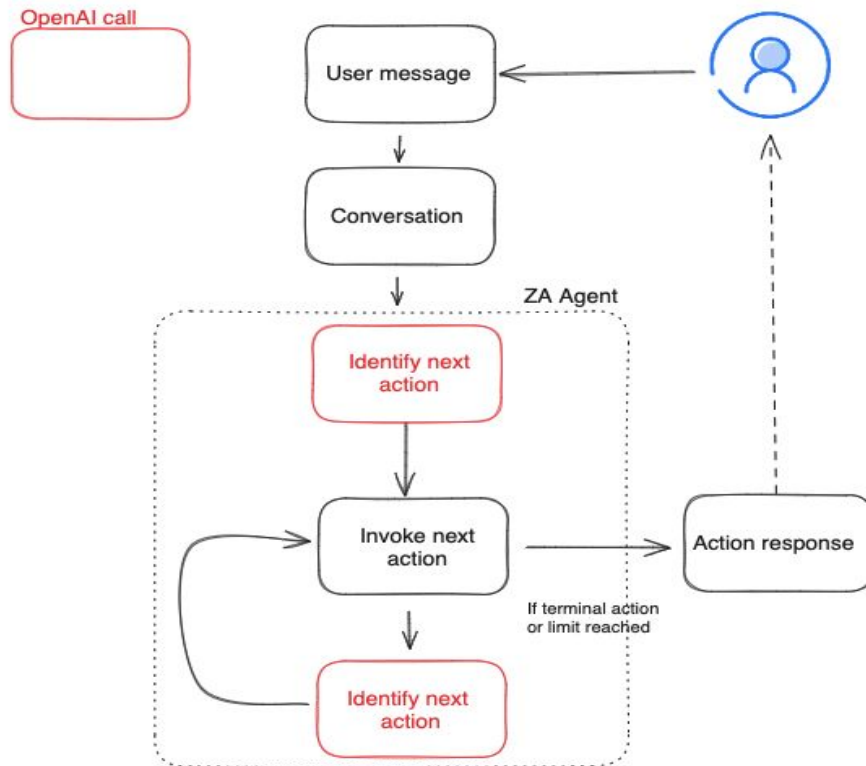 OpenAI call
User message
Conversation
ZA Agent
Identify next
action
Invoke next
action
Action response
If terminal action
or limit reached
Identify next
action